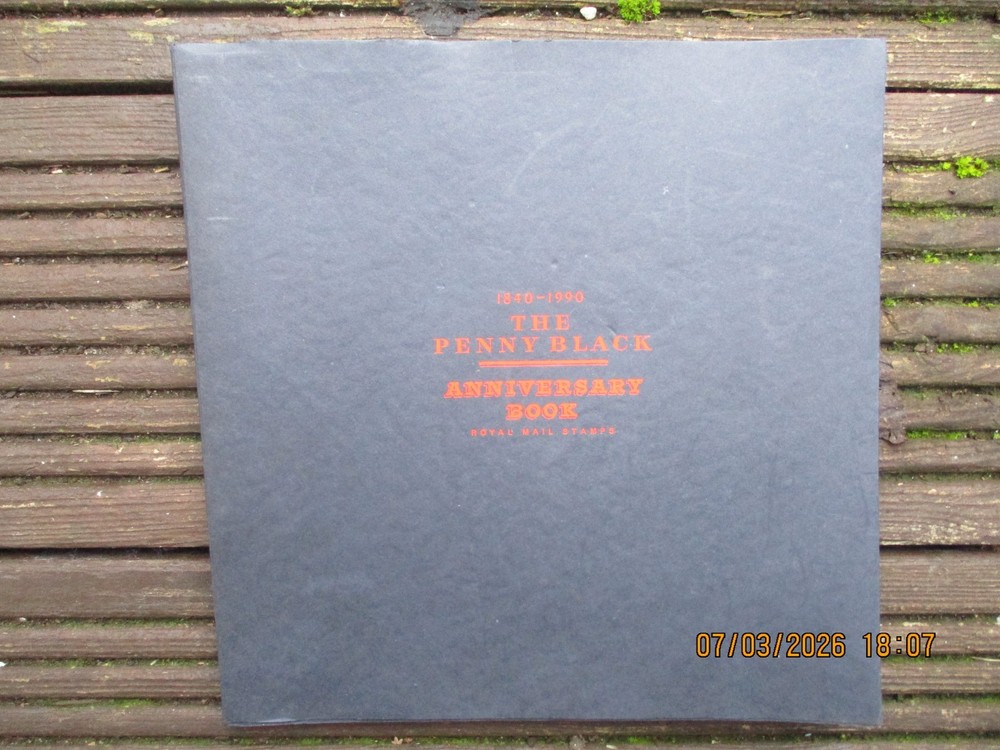 1840-1990
THE
PENNY BLACK
ANNIVERSARY
BOOK
ROYAL MAIL STAMPS
07/03/2026 18:07